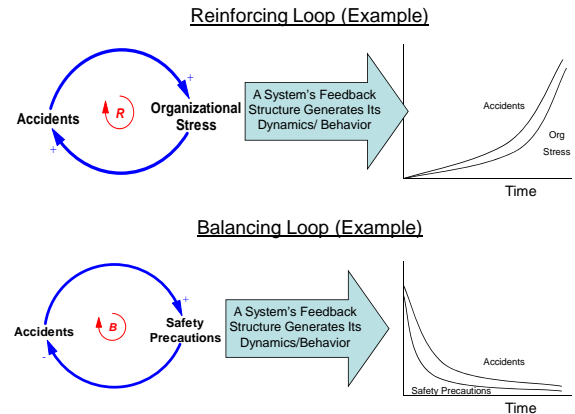 Reinforcing Loop (Example)
+
Accidents
R
Organizational
Stress
+
A System's Feedback
Structure Generates Its
Dynamics/ Behavior
Accidents
Org
Stress
Time
Balancing Loop (Example)
+
Accidents
B
Safety
Precautions
-
A System's Feedback
Structure Generates Its
Dynamics/Behavior
Accidents
Safety Precautions
Time